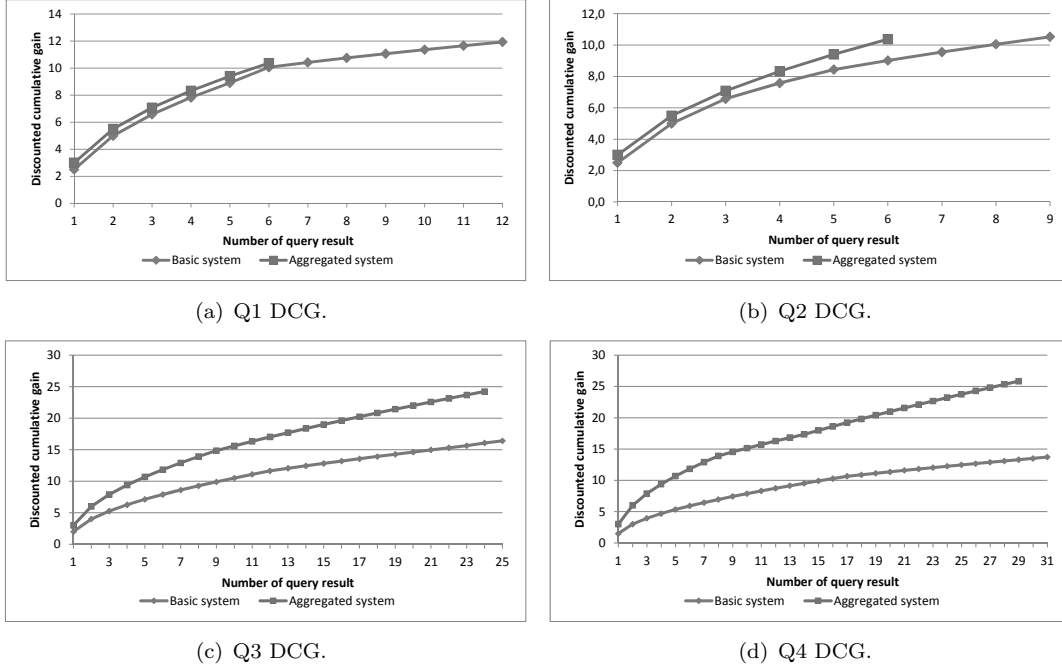 14
12
10
8
6
4
2
0
Discounted cumulative gain
1 2 3 4 5 6 7 8 9 10 11 12
Number of query result
Basic system Aggregated system
(a) Q1 DCG.
12,0
10,0
8,0
6,0
4,0
2,0
0,0
Discounted cumulative gain
1 2 3 4 5 6 7 8 9
Number of query result
Basic system Aggregated system
(b) Q2 DCG.
30
25
20
15
10
5
0
Discounted cumulative gain
1 3 5 7 9 11 13 15 17 19 21 23 25
Number of query result
Basic system Aggregated system
(c) Q3 DCG.
30
25
20
15
10
5
0
Discounted cumulative gain
1 3 5 7 9 11 13 15 17 19 21 23 25 27 29 31
Number of query result
Basic system Aggregated system
(d) Q4 DCG.